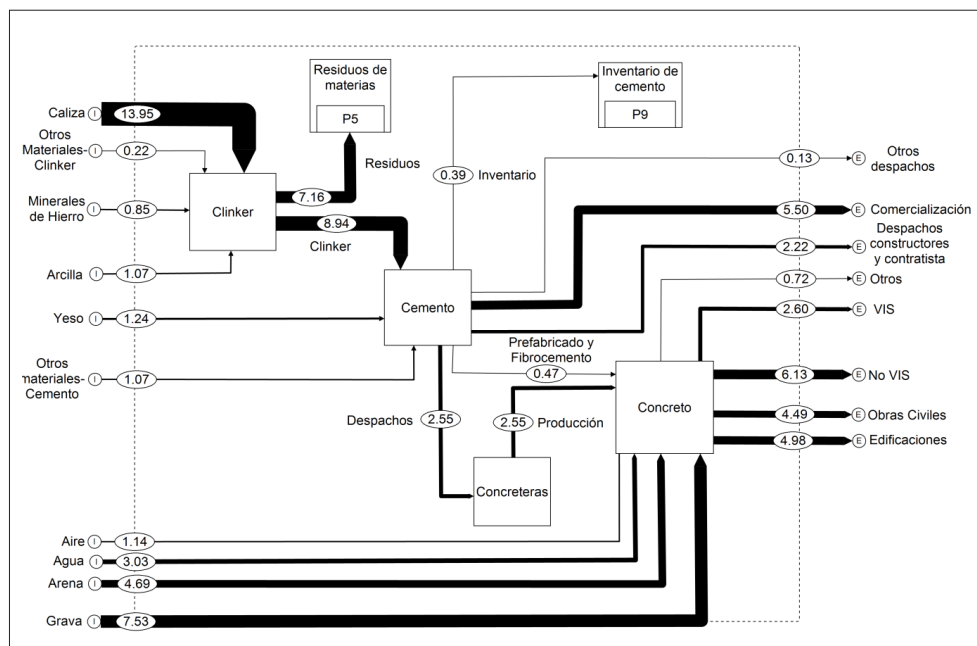 Residuos de
materias
P5
Inventario de
cemento
P9
Caliza I 13.95
Otros
Materiales-
Clinker
I 0.22
Minerales
de Hierro
I 0.85
Arcilla I 1.07
Clinker
7.16
Residuos
8.94
Clinker
0.39 Inventario
Yeso I 1.24
Otros
materiales-
Cemento
I 1.07
Cemento
0.13 E Otros
despachos
5.50 E Comercialización
2.22 E Despachos
constructores
y contratista
0.72 E Otros
2.60 E VIS
Prefabricado y
Fibrocemento
0.47
Concreto
6.13 E No VIS
4.49 E Obras Civiles
4.98 E Edificaciones
Despachos 2.55
2.55 Producción
Concreteras
Aire I 1.14
Agua I 3.03
Arena I 4.69
Grava I 7.53